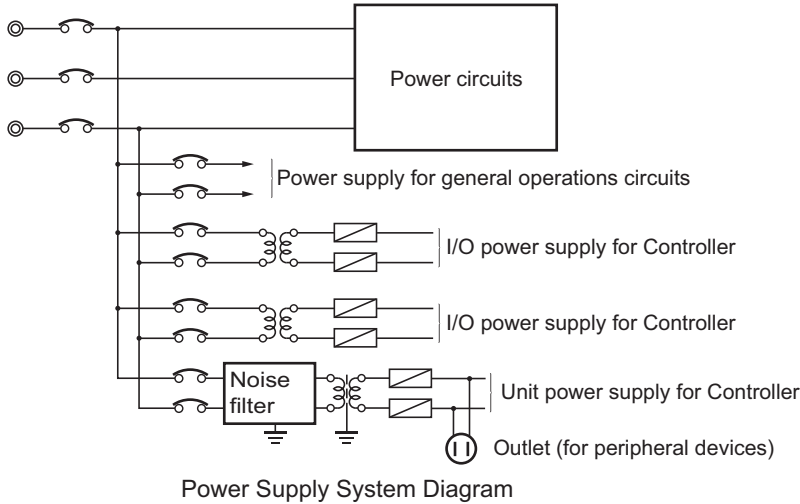 Power circuits
Power supply for general operations circuits
I/O power supply for Controller
I/O power supply for Controller
Noise
filter
Unit power supply for Controller
Outlet (for peripheral devices)
Power Supply System Diagram